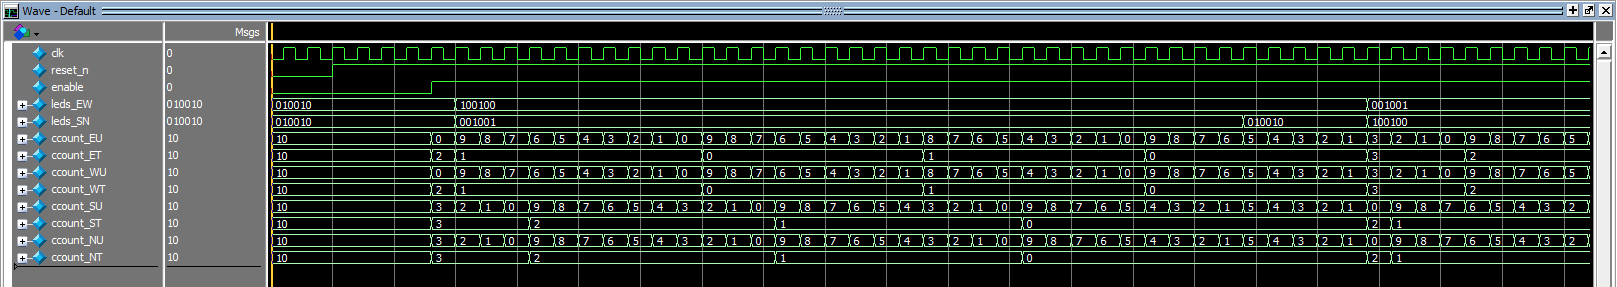 Wave - Default
Msgs
clk 0
reset_n 0
enable 0
leds_EW 010010 010010 100100 001001
leds_SN 010010 010010 001001 010010 100100
ccount_EU 10 10 0 9 8 7 6 5 4 3 2 1 0 9 8 7 6 5 4 3 2 1 8 7 6 5 4 3 2 1 0 9 8 7 6 5 4 3 2 1 3 2 1 0 9 8 7 6 5
ccount_ET 10 10 2 1 0 1 0 3 2
ccount_WU 10 10 0 9 8 7 6 5 4 3 2 1 0 9 8 7 6 5 4 3 2 1 8 7 6 5 4 3 2 1 0 9 8 7 6 5 4 3 2 1 3 2 1 0 9 8 7 6 5
ccount_WT 10 10 2 1 0 1 0 3 2
ccount_SU 10 10 3 2 1 0 9 8 7 6 5 4 3 2 1 0 9 8 7 6 5 4 3 2 1 0 9 8 7 6 5 4 3 2 1 5 4 3 2 1 0 9 8 7 6 5 4 3 2
ccount_ST 10 10 3 2 1 0 2 1
ccount_NU 10 10 3 2 1 0 9 8 7 6 5 4 3 2 1 0 9 8 7 6 5 4 3 2 1 0 9 8 7 6 5 4 3 2 1 5 4 3 2 1 0 9 8 7 6 5 4 3 2
ccount_NT 10 10 3 2 1 0 2 1